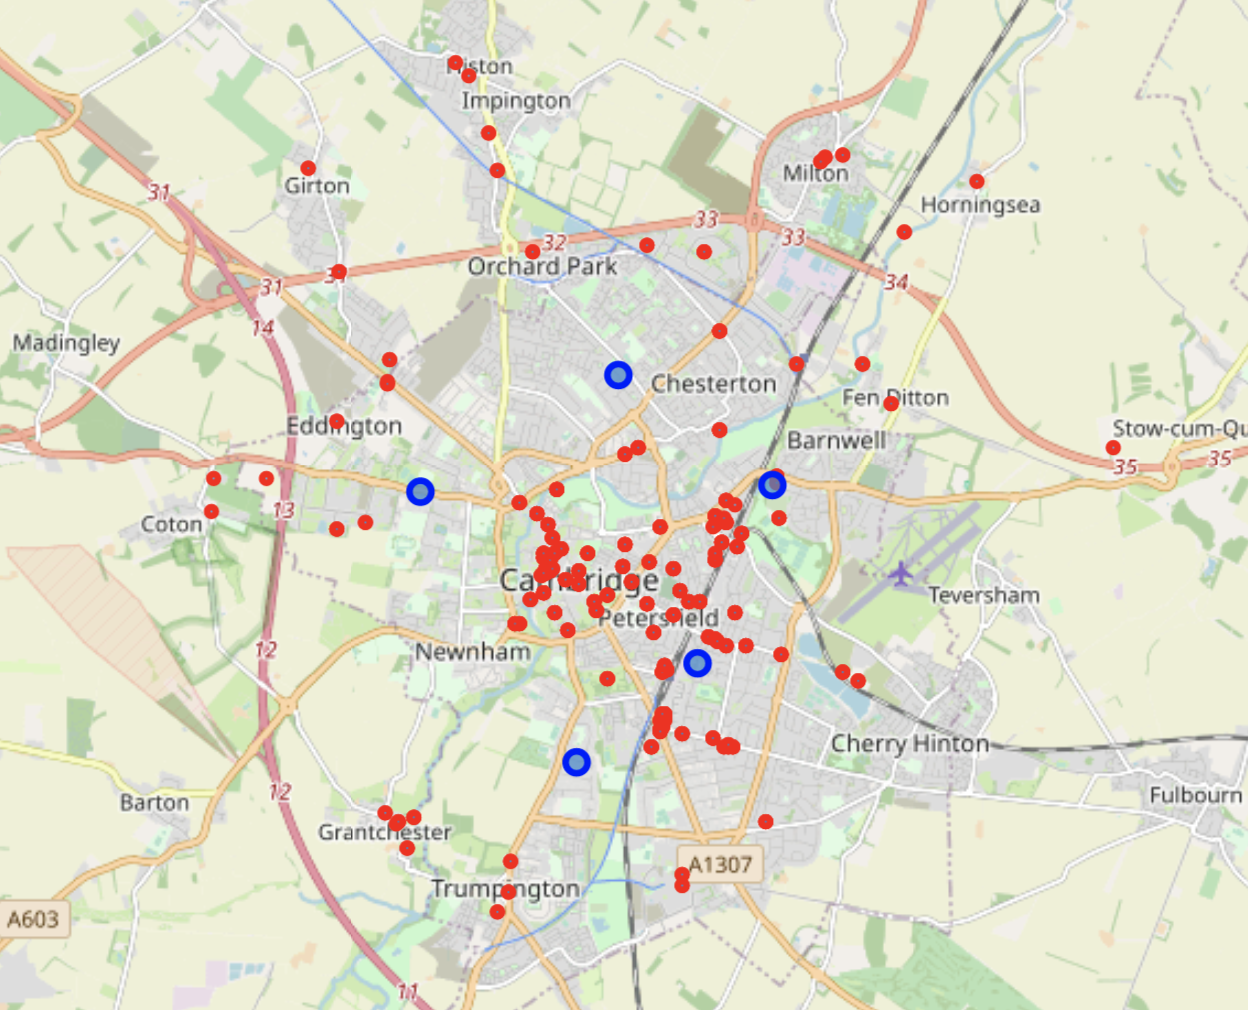 Histon
Impington
Milton
Girton
31
Horningsea
33
33
32
Orchard Park
34
31
31
14
Madingley
Chesterton
Fen Ditton
Eddington
Barnwell
Stow-cum-Qu
35
35
13
Coton
Cambridge
Teversham
Petersfield
Newnham
12
Cherry Hinton
12
Barton
Fulbourn
Grantchester
A1307
Trumpington
A603
11